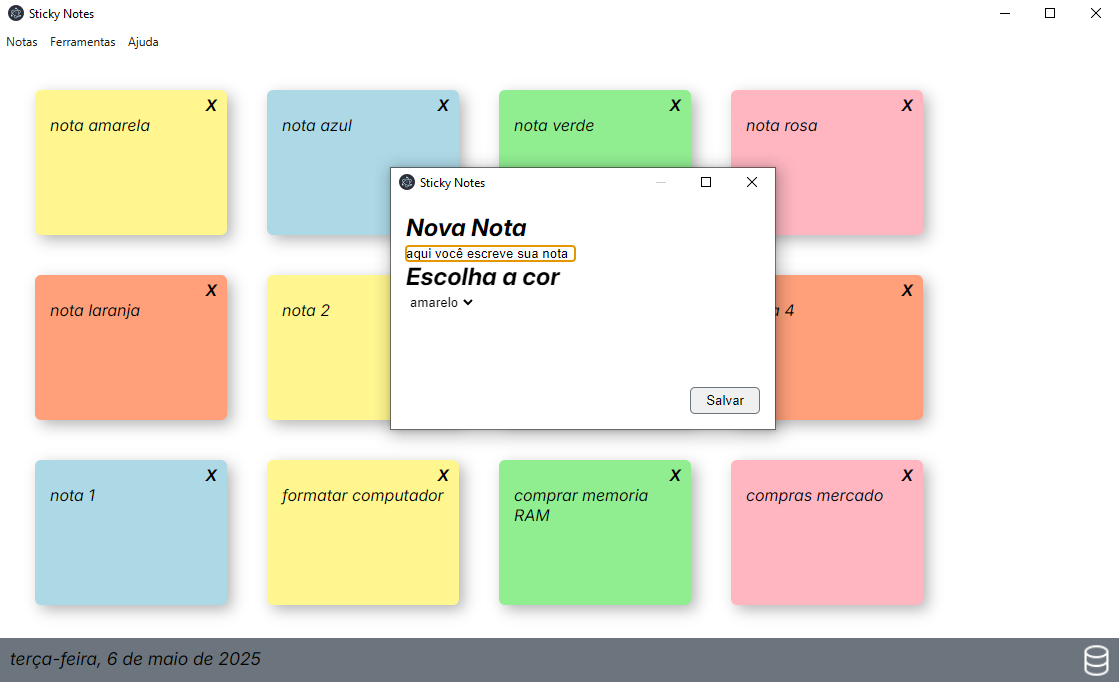 Sticky Notes
Notas Ferramentas Ajuda
X X X X
nota amarela
nota azul
nota verde
nota rosa
Sticky Notes
Nova Nota
aqui você escreve sua nota
Escolha a cor
amarelo
Salvar
X X
nota laranja
nota 2
4
X X X X
nota 1
formatar computador
comprar memoria
RAM
compras mercado
terça-feira, 6 de maio de 2025